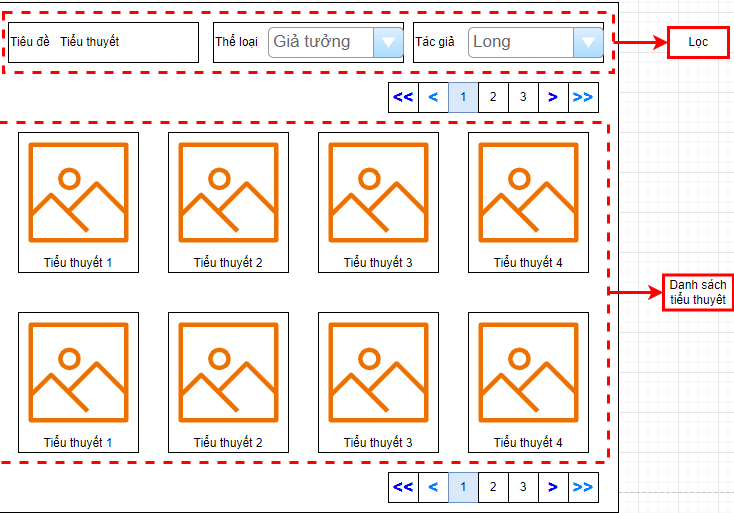 Tiêu đề Tiểu thuyết Thể loại Giả tưởng Tác giả Long Lọc
<< < 1 2 3 > >>
Tiểu thuyết 1 Tiểu thuyết 2 Tiểu thuyết 3 Tiểu thuyết 4
Danh sách
tiểu thuyết
Tiểu thuyết 1 Tiểu thuyết 2 Tiểu thuyết 3 Tiểu thuyết 4
<< < 1 2 3 > >>